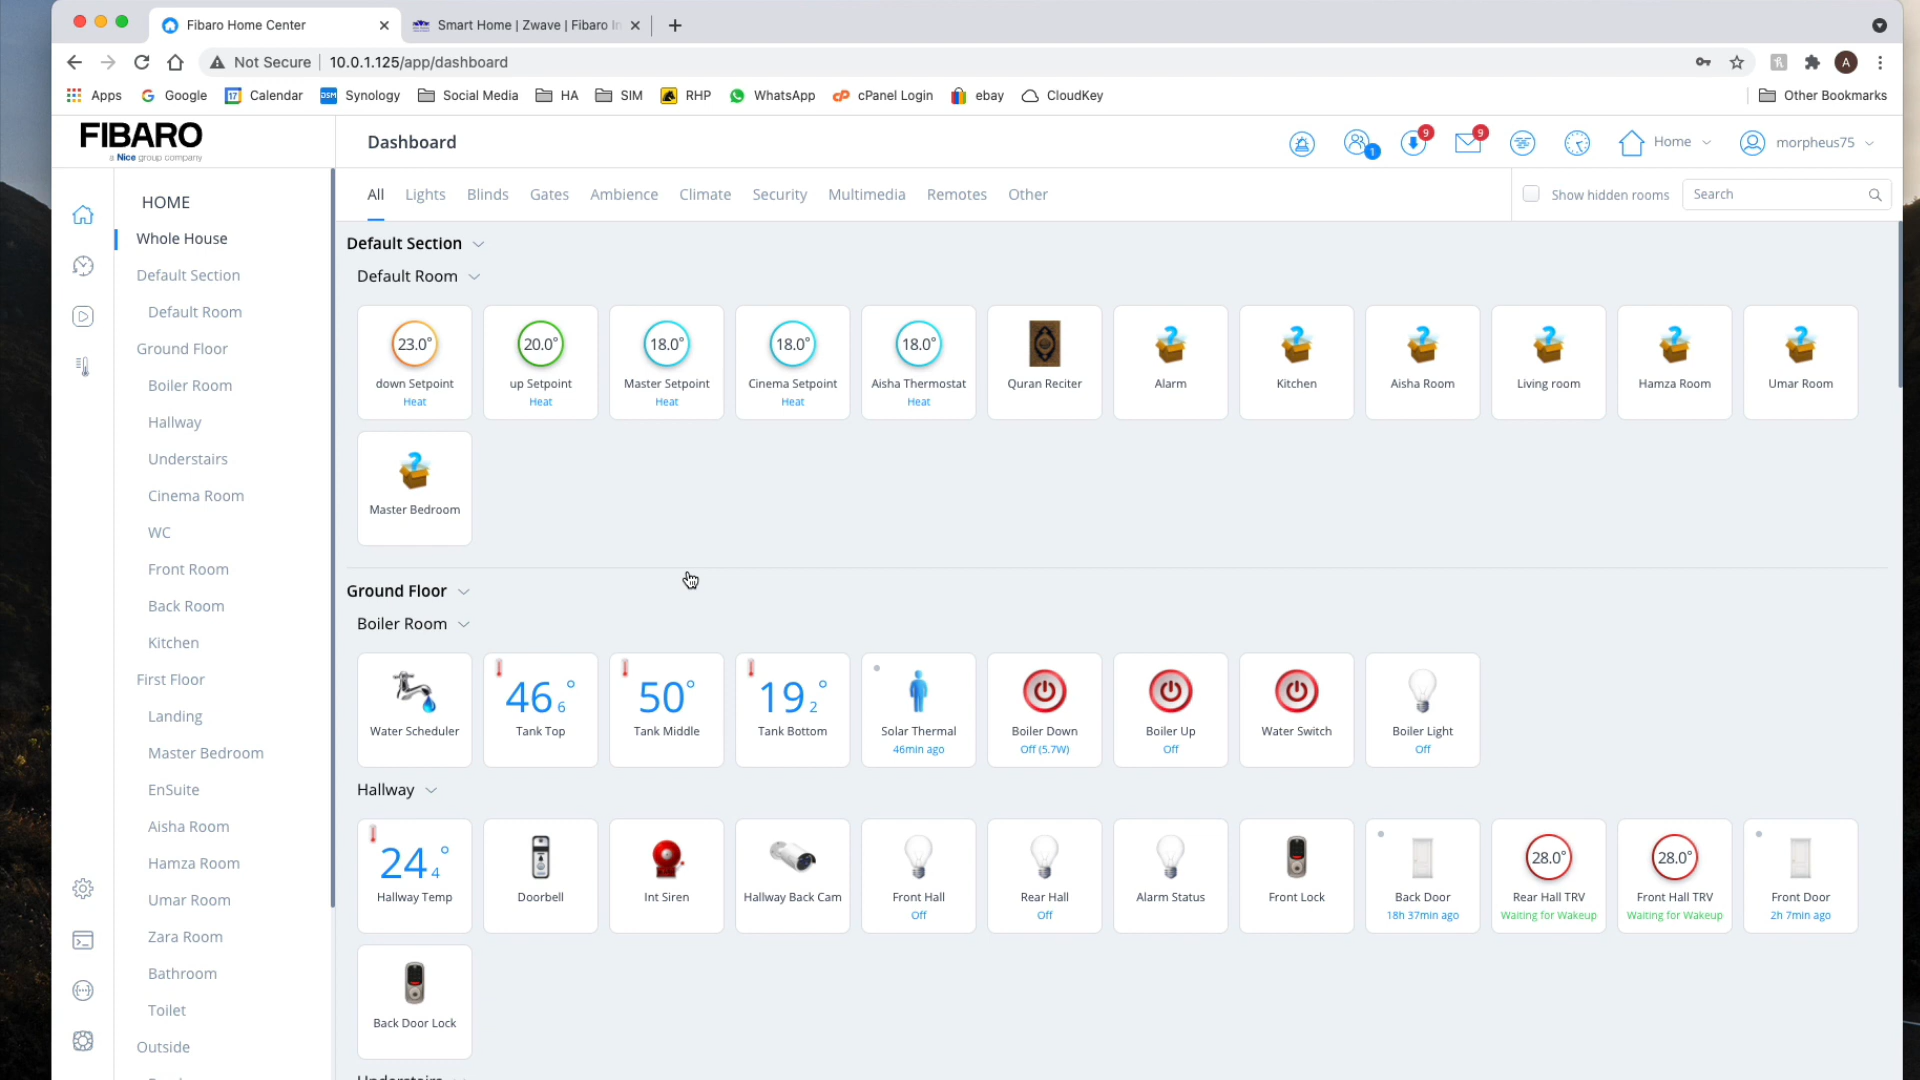 Fibaro Home Center
Smart Home | Zwave | Fibaro In
Not Secure 10.0.1.125/app/dashboard
A
Apps Google Calendar Synology Social Media HA SIM RHP WhatsApp cPanel Login ebay CloudKey Other Bookmarks
FIBARO
a Nice group company
Dashboard
1 9 9 Home morpheus75
All Lights Blinds Gates Ambience Climate Security Multimedia Remotes Other Show hidden rooms Search
HOME
Whole House
Default Section
Default Room
Ground Floor
Boiler Room
Hallway
Understairs
Cinema Room
WC
Front Room
Back Room
Kitchen
First Floor
Landing
Master Bedroom
EnSuite
Aisha Room
Hamza Room
Umar Room
Zara Room
Bathroom
Toilet
Outside
Default Section
Default Room
23.0° 20.0° 18.0° 18.0° 18.0°
down Setpoint up Setpoint Master Setpoint Cinema Setpoint Aisha Thermostat Quran Reciter Alarm Kitchen Aisha Room Living room Hamza Room Umar Room
Heat Heat Heat Heat Heat
Master Bedroom
Ground Floor
Boiler Room
46 6° 50° 19 2°
Water Scheduler Tank Top Tank Middle Tank Bottom Solar Thermal Boiler Down Boiler Up Water Switch Boiler Light
46min ago Off (5.7W) Off Off
Hallway
24 4° 28.0° 28.0°
Hallway Temp Doorbell Int Siren Hallway Back Cam Front Hall Rear Hall Alarm Status Front Lock Back Door Rear Hall TRV Front Hall TRV Front Door
Off Off 18h 37min ago Waiting for Wakeup Waiting for Wakeup 2h 7min ago
Back Door Lock